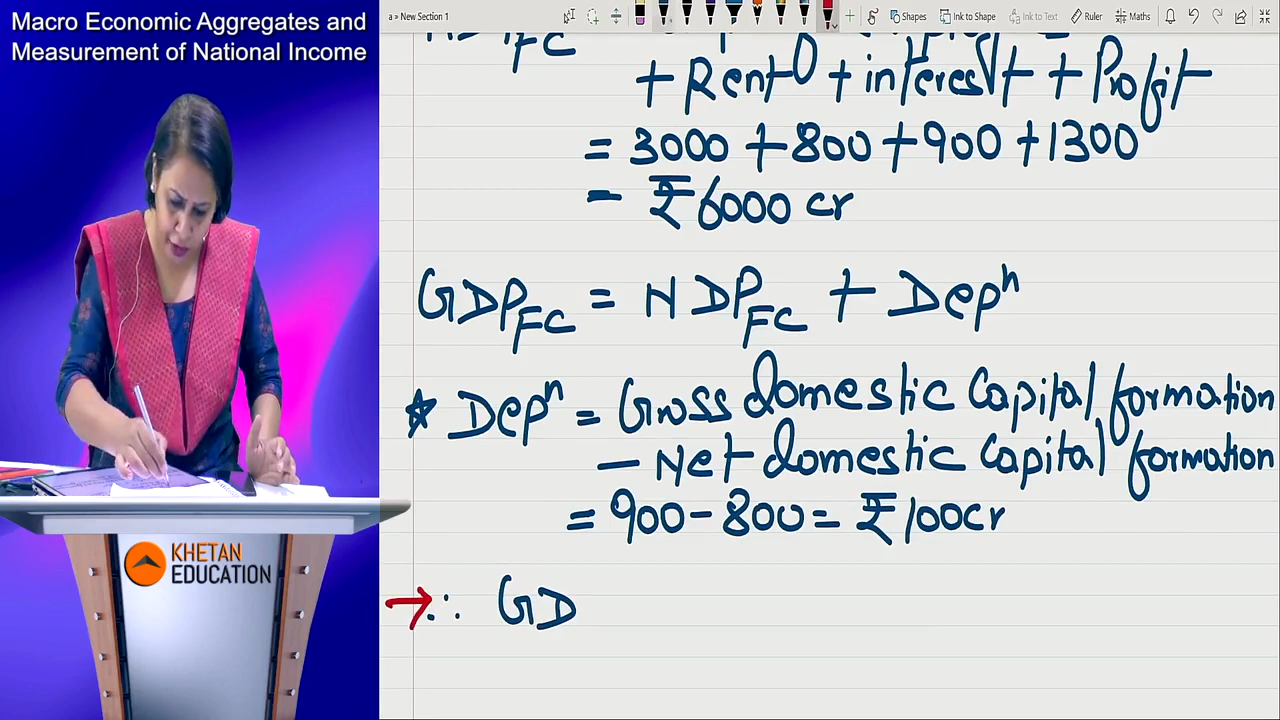 Macro Economic Aggregates and
Measurement of National Income
a > New Section 1
Shapes
Ink to Shape
Ink to Text
Ruler
Maths
FC
+ Rent + interest + Profit
= 3000 + 800 + 900 + 1300
= ₹6000 cr
GDPFC = NDPFC + Depⁿ
* Depⁿ = Gross domestic Capital formation
- Net domestic Capital formation
= 900 - 800 = ₹100cr
→ ∴ GD
KHETAN
EDUCATION